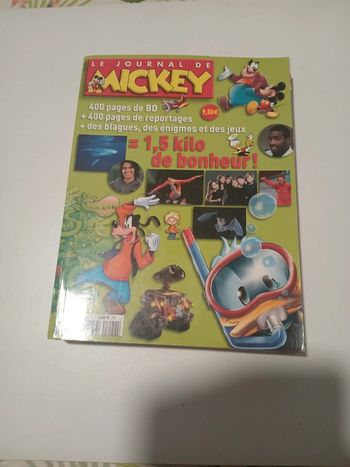 LE JOURNAL DE
MICKEY
400 pages de BD
+ 400 pages de reportages
+ des blagues, des énigmes et des jeux
9,50€
= 1,5 kilo
de bonheur!